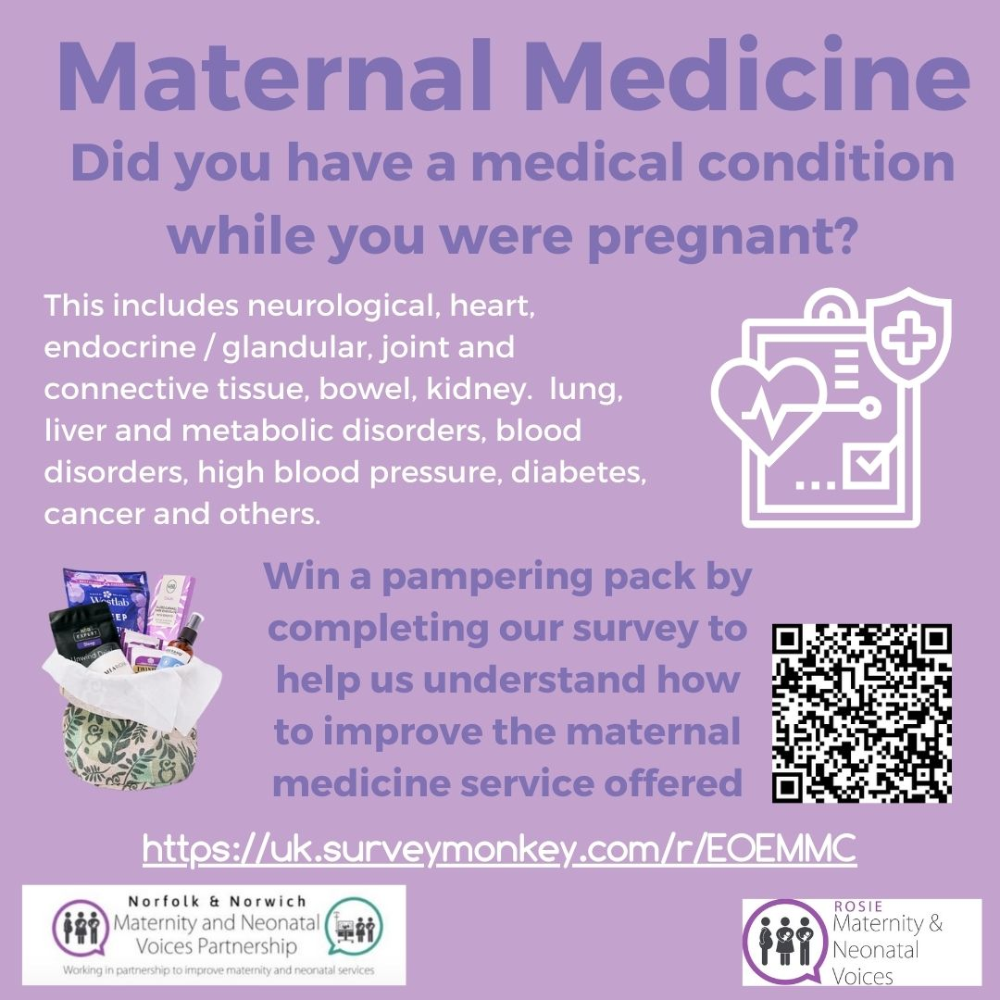 Maternal Medicine
Did you have a medical condition
while you were pregnant?
This includes neurological, heart,
endocrine / glandular, joint and
connective tissue, bowel, kidney.  lung,
liver and metabolic disorders, blood
disorders, high blood pressure, diabetes,
cancer and others.
Westlab
EXPERT
Sleep
Unwind
Win a pampering pack by
completing our survey to
help us understand how
to improve the maternal
medicine service offered
https://uk.surveymonkey.com/r/EOEMMC
Norfolk & Norwich
Maternity and Neonatal
Voices Partnership
Working in partnership to improve maternity and neonatal services
ROSIE
Maternity &
Neonatal
Voices